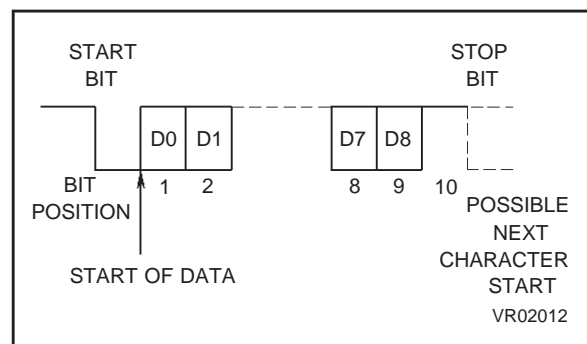 START
BIT
STOP
BIT
D0 D1 D7 D8
BIT
POSITION
1 2 8 9 10
POSSIBLE
NEXT
CHARACTER
START
START OF DATA
VR02012